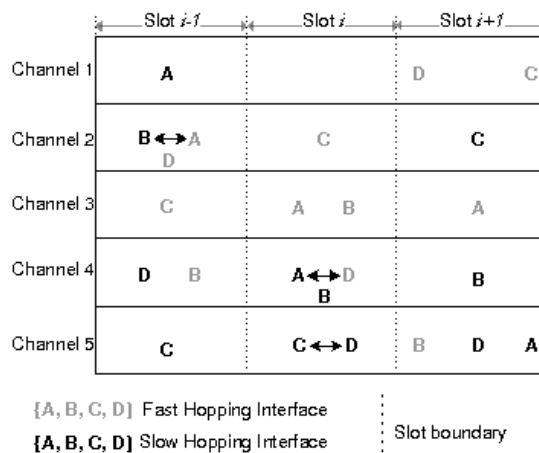 Slot i-1 Slot i Slot i+1
Channel 1 A D C
Channel 2 B A C C
D
Channel 3 C A B A
Channel 4 D B A D B
B
Channel 5 C C D B D A
{A, B, C, D} Fast Hopping Interface
{A, B, C, D} Slow Hopping Interface
Slot boundary